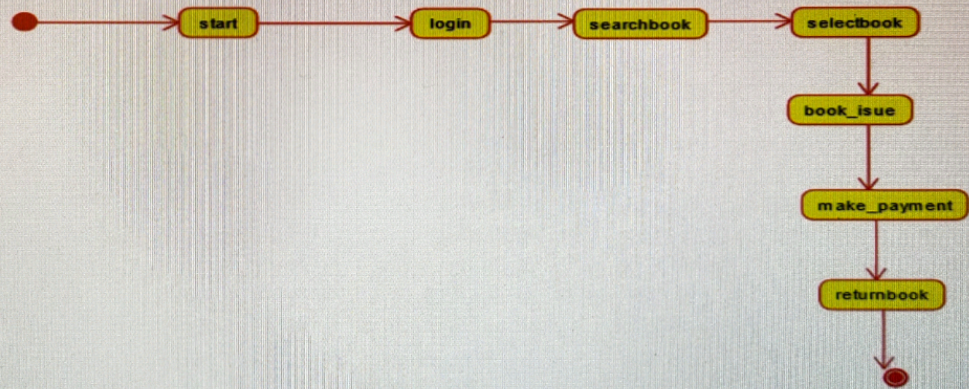 start
login
searchbook
selectbook
book_isue
make_payment
returnbook